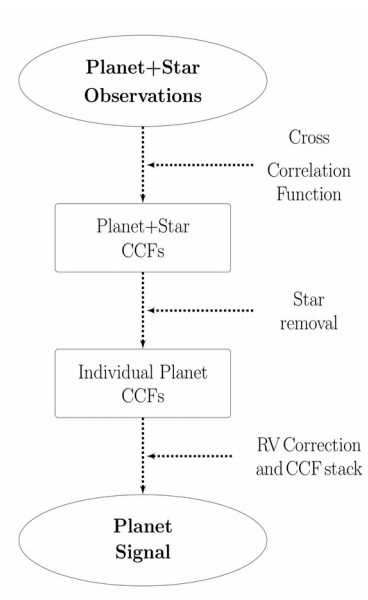 Planet+Star
Observations
Cross
Correlation
Function
Planet+Star
CCFs
Star
removal
Individual Planet
CCFs
RV Correction
and CCF stack
Planet
Signal